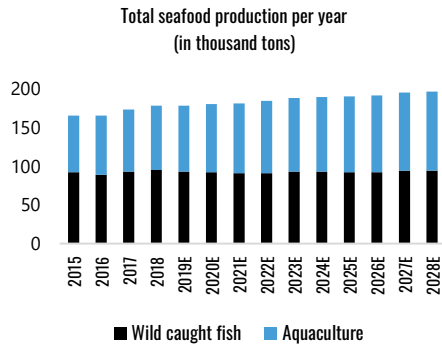 Total seafood production per year
(in thousand tons)
200
150
100
50
0
2015
2016
2017
2018
2019E
2020E
2021E
2022E
2023E
2024E
2025E
2026E
2027E
2028E
Wild caught fish
Aquaculture